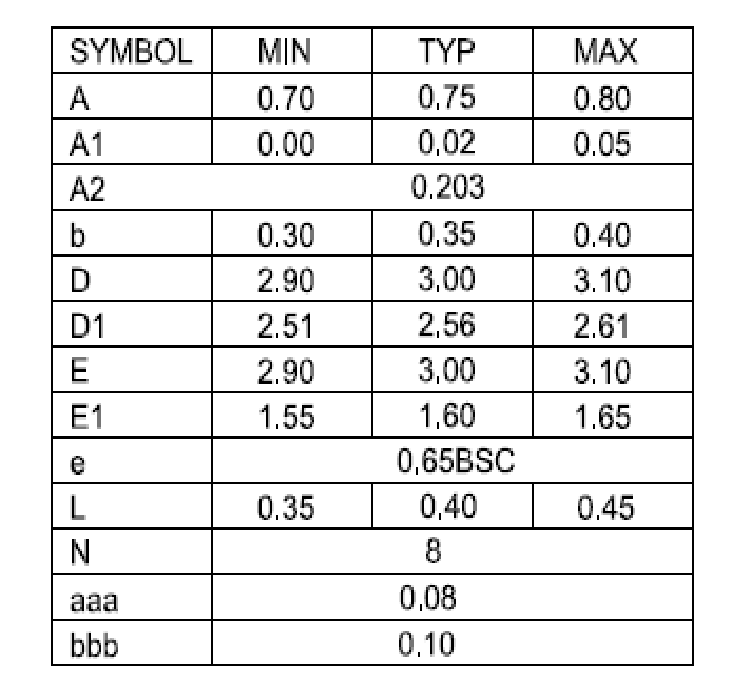 SYMBOL MIN TYP MAX
A 0.70 0.75 0.80
A1 0.00 0.02 0.05
A2 0.203
b 0.30 0.35 0.40
D 2.90 3.00 3.10
D1 2.51 2.56 2.61
E 2.90 3.00 3.10
E1 1.55 1.60 1.65
e 0.65BSC
L 0.35 0.40 0.45
N 8
aaa 0.08
bbb 0.10